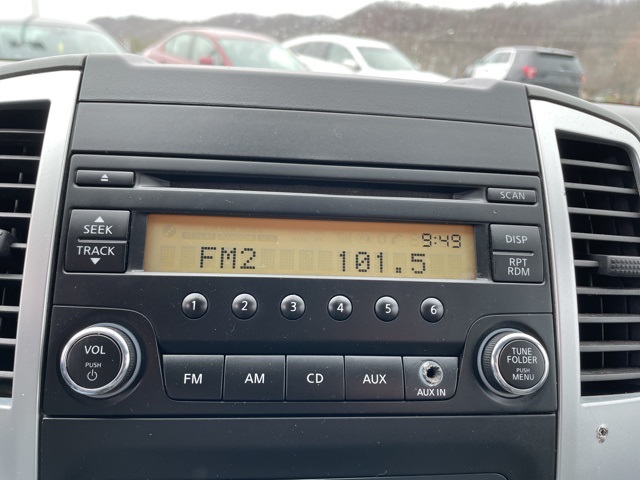 SCAN
SEEK
TRACK
9:49
FM2 101.5
DISP
RPT
RDM
1 2 3 4 5 6
VOL
PUSH
FM AM CD AUX
AUX IN
TUNE
FOLDER
PUSH
MENU